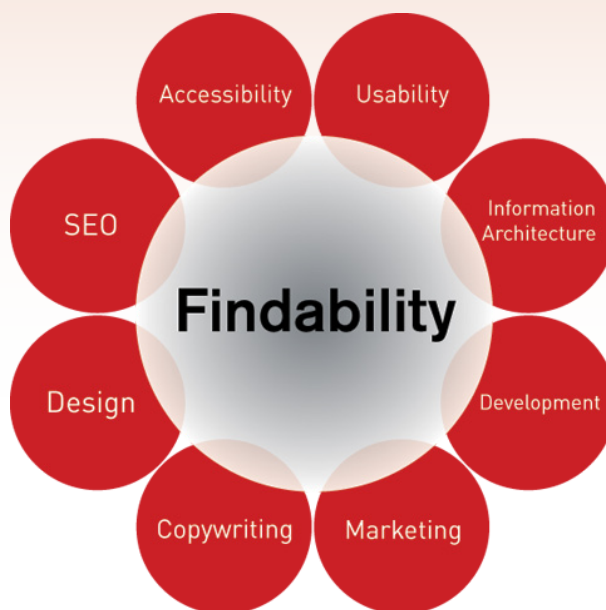 Accessibility
Usability
SEO
Information
Architecture
Findability
Design
Development
Copywriting
Marketing